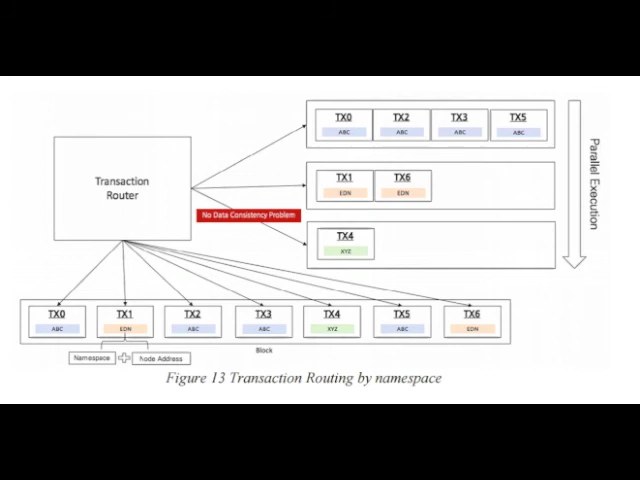 TX0 TX2 TX3 TX5
ABC ABC ABC ABC
Transaction
Router
TX1 TX6
EDN EDN
No Data Consistency Problem
TX4
XYZ
Parallel Execution
TX0 TX1 TX2 TX3 TX4 TX5 TX6
ABC EDN ABC ABC XYZ ABC EDN
Block
Namespace Node Address
Figure 13 Transaction Routing by namespace